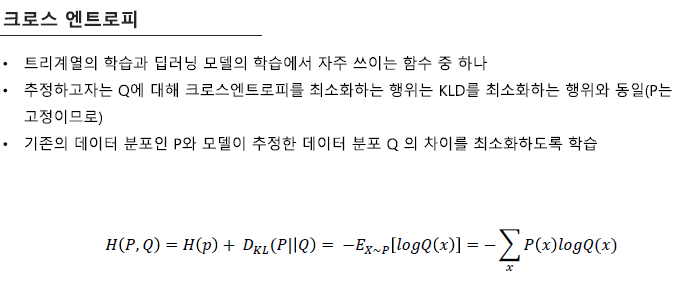 크로스 엔트로피
• 트리계열의 학습과 딥러닝 모델의 학습에서 자주 쓰이는 함수 중 하나
• 추정하고자는 Q에 대해 크로스엔트로피를 최소화하는 행위는 KLD를 최소화하는 행위와 동일(P는
고정이므로)
• 기존의 데이터 분포인 P와 모델이 추정한 데이터 분포 Q 의 차이를 최소화하도록 학습
H(P,Q) = H(p) + D_{KL}(P||Q) = −E_{X~P}[logQ(x)] = −∑_x P(x)logQ(x)